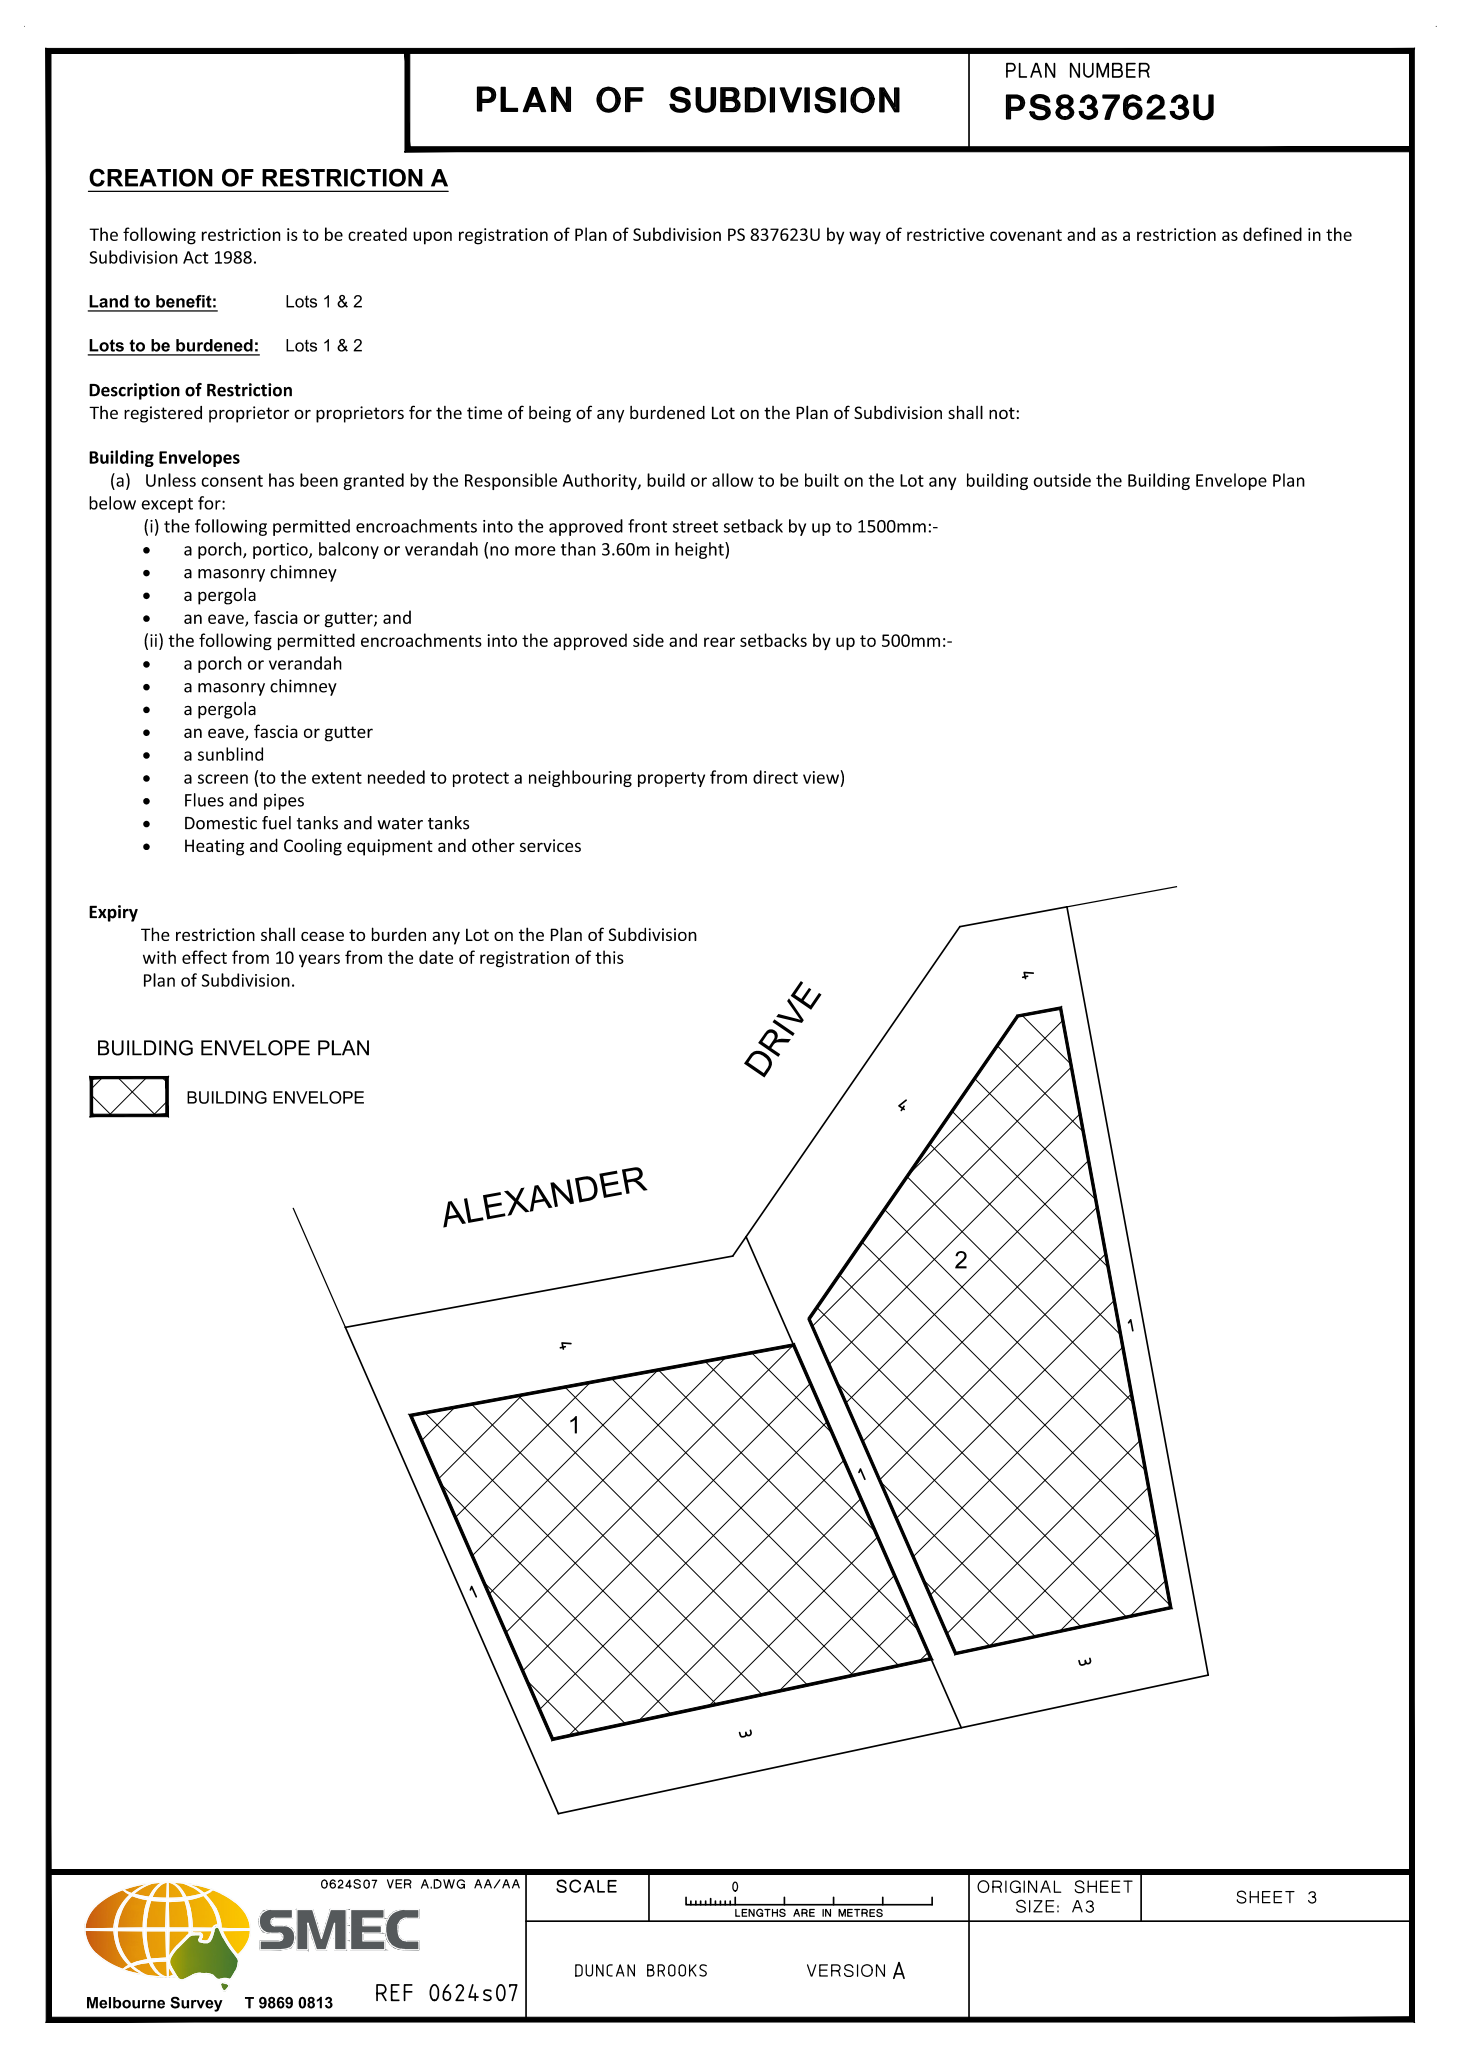 PLAN OF SUBDIVISION
PLAN NUMBER
PS837623U
CREATION OF RESTRICTION A
The following restriction is to be created upon registration of Plan of Subdivision PS 837623U by way of restrictive covenant and as a restriction as defined in the
Subdivision Act 1988.
Land to benefit: Lots 1 & 2
Lots to be burdened: Lots 1 & 2
Description of Restriction
The registered proprietor or proprietors for the time of being of any burdened Lot on the Plan of Subdivision shall not:
Building Envelopes
(a) Unless consent has been granted by the Responsible Authority, build or allow to be built on the Lot any building outside the Building Envelope Plan
below except for:
(i) the following permitted encroachments into the approved front street setback by up to 1500mm:-
• a porch, portico, balcony or verandah (no more than 3.60m in height)
• a masonry chimney
• a pergola
• an eave, fascia or gutter; and
(ii) the following permitted encroachments into the approved side and rear setbacks by up to 500mm:-
• a porch or verandah
• a masonry chimney
• a pergola
• an eave, fascia or gutter
• a sunblind
• a screen (to the extent needed to protect a neighbouring property from direct view)
• Flues and pipes
• Domestic fuel tanks and water tanks
• Heating and Cooling equipment and other services
Expiry
The restriction shall cease to burden any Lot on the Plan of Subdivision
with effect from 10 years from the date of registration of this
Plan of Subdivision.
BUILDING ENVELOPE PLAN
BUILDING ENVELOPE
ALEXANDER
DRIVE
4
4
2
1
4
1
1
1
3
3
0624S07 VER A.DWG AA/AA
SMEC
Melbourne Survey T 9869 0813
REF 0624s07
SCALE
0
LENGTHS ARE IN METRES
ORIGINAL SHEET
SIZE: A3
SHEET 3
DUNCAN BROOKS
VERSION A